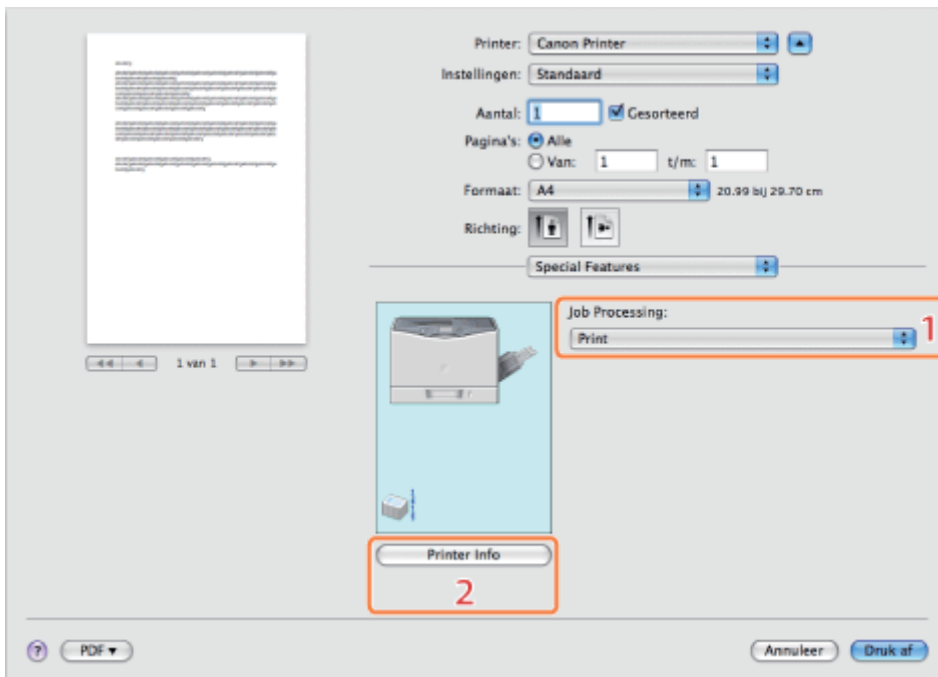 Printer: Canon Printer
Instellingen: Standaard
Aantal: 1 Gesorteerd
Pagina's: Alle
Van: 1 t/m: 1
Formaat: A4 20.99 bij 29.70 cm
Richting:
Special Features
Job Processing:
Print
1
1 van 1
Printer Info
2
? PDF
Annuleer Druk af